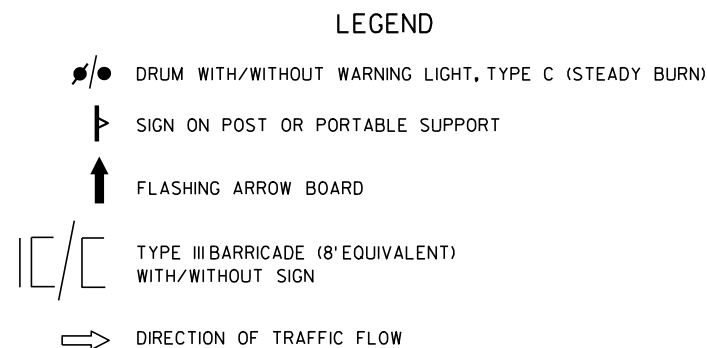 LEGEND
DRUM WITH/WITHOUT WARNING LIGHT, TYPE C (STEADY BURN)
SIGN ON POST OR PORTABLE SUPPORT
FLASHING ARROW BOARD
TYPE III BARRICADE (8' EQUIVALENT)
WITH/WITHOUT SIGN
DIRECTION OF TRAFFIC FLOW